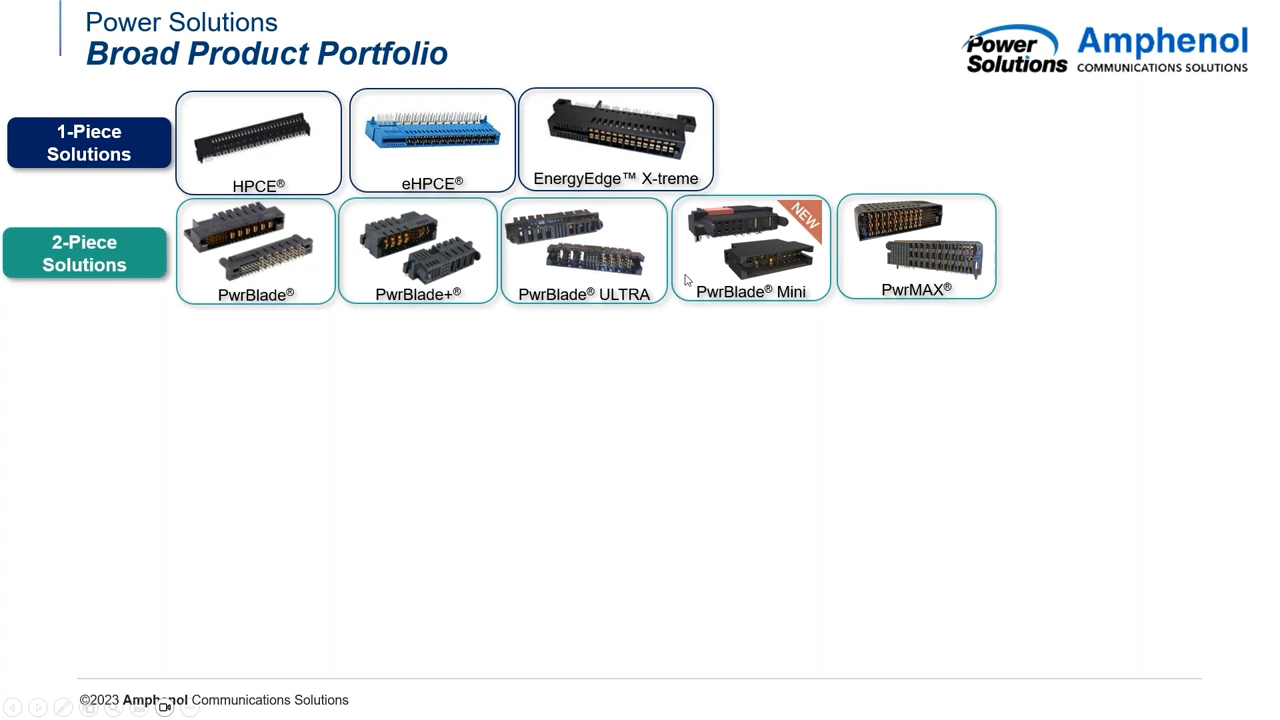 Power Solutions
Broad Product Portfolio
Power
Solutions
Amphenol
COMMUNICATIONS SOLUTIONS
1-Piece
Solutions
HPCE®
eHPCE®
EnergyEdge™ X-treme
2-Piece
Solutions
NEW
PwrBlade®
PwrBlade+®
PwrBlade® ULTRA
PwrBlade® Mini
PwrMAX®
©2023 Amphenol Communications Solutions